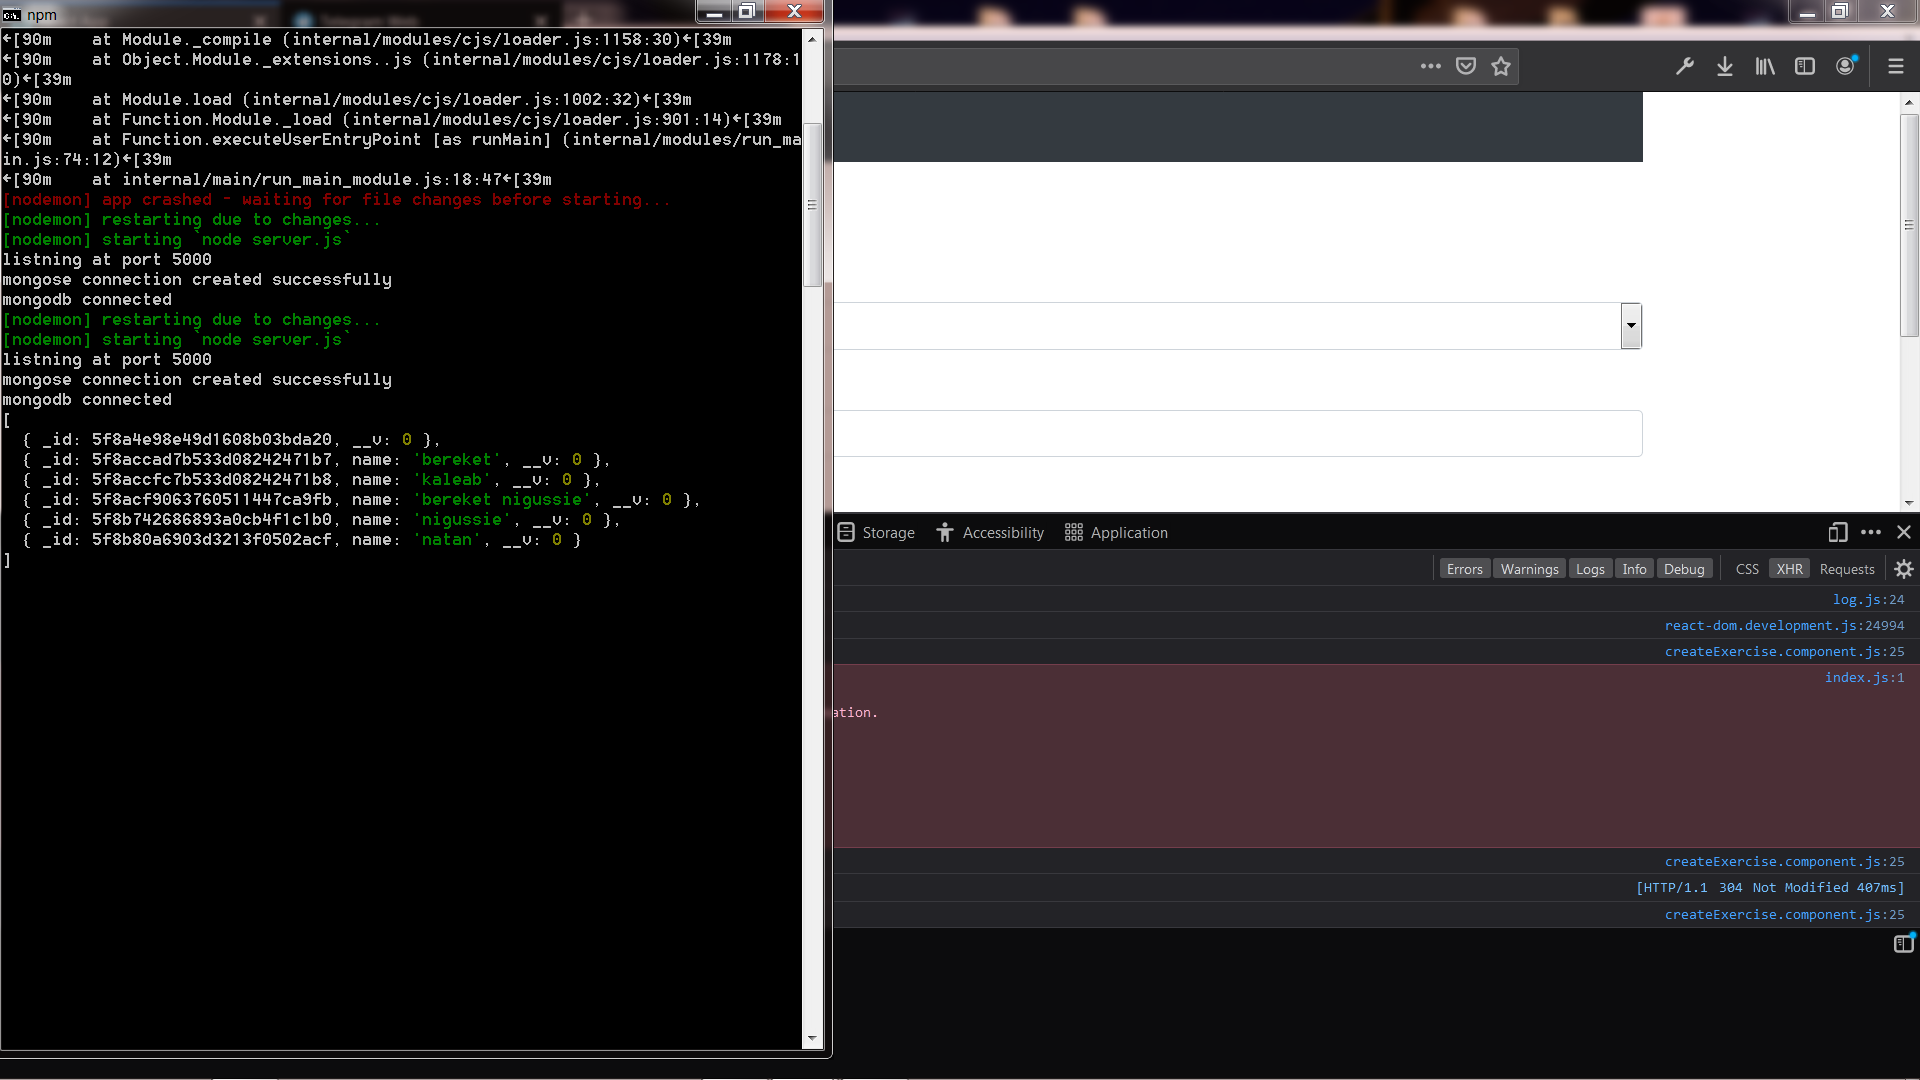 npm
←[90m    at Module._compile (internal/modules/cjs/loader.js:1158:30)←[39m
←[90m    at Object.Module._extensions..js (internal/modules/cjs/loader.js:1178:1
0)←[39m
←[90m    at Module.load (internal/modules/cjs/loader.js:1002:32)←[39m
←[90m    at Function.Module._load (internal/modules/cjs/loader.js:901:14)←[39m
←[90m    at Function.executeUserEntryPoint [as runMain] (internal/modules/run_ma
in.js:74:12)←[39m
←[90m    at internal/main/run_main_module.js:18:47←[39m
[nodemon] app crashed - waiting for file changes before starting...
[nodemon] restarting due to changes...
[nodemon] starting `node server.js`
listning at port 5000
mongose connection created successfully
mongodb connected
[nodemon] restarting due to changes...
[nodemon] starting `node server.js`
listning at port 5000
mongose connection created successfully
mongodb connected
[
  { _id: 5f8a4e98e49d1608b03bda20, __v: 0 },
  { _id: 5f8accad7b533d08242471b7, name: 'bereket', __v: 0 },
  { _id: 5f8accfc7b533d08242471b8, name: 'kaleab', __v: 0 },
  { _id: 5f8acf9063760511447ca9fb, name: 'bereket nigussie', __v: 0 },
  { _id: 5f8b742686893a0cb4f1c1b0, name: 'nigussie', __v: 0 },
  { _id: 5f8b80a6903d3213f0502acf, name: 'natan', __v: 0 }
]
Storage Accessibility Application
Errors Warnings Logs Info Debug CSS XHR Requests
log.js:24
react-dom.development.js:24994
createExercise.component.js:25
index.js:1
ation.
createExercise.component.js:25
[HTTP/1.1 304 Not Modified 407ms]
createExercise.component.js:25